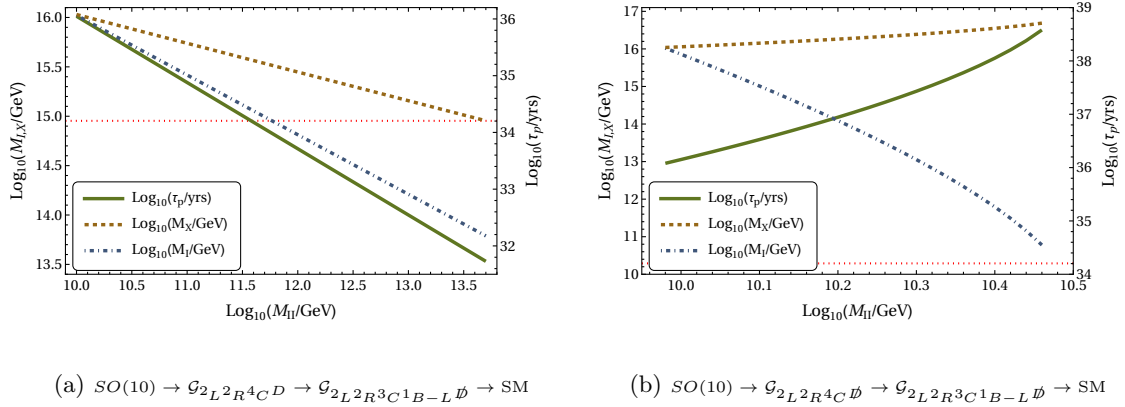 16.0
15.5
15.0
14.5
14.0
13.5
Log10(MI,X/GeV)
36
35
34
33
32
Log10(τp/yrs)
Log10(τp/yrs)
Log10(MX/GeV)
Log10(MI/GeV)
10.0 10.5 11.0 11.5 12.0 12.5 13.0 13.5
Log10(MII/GeV)
17
16
15
14
13
12
11
10
Log10(MI,X/GeV)
39
38
37
36
35
34
Log10(τp/yrs)
Log10(τp/yrs)
Log10(MX/GeV)
Log10(MI/GeV)
10.0 10.1 10.2 10.3 10.4 10.5
Log10(MII/GeV)
(a) SO(10) → 𝒢2L2R4CD → 𝒢2L2R3C1B−LD̸ → SM
(b) SO(10) → 𝒢2L2R4CD̸ → 𝒢2L2R3C1B−LD̸ → SM